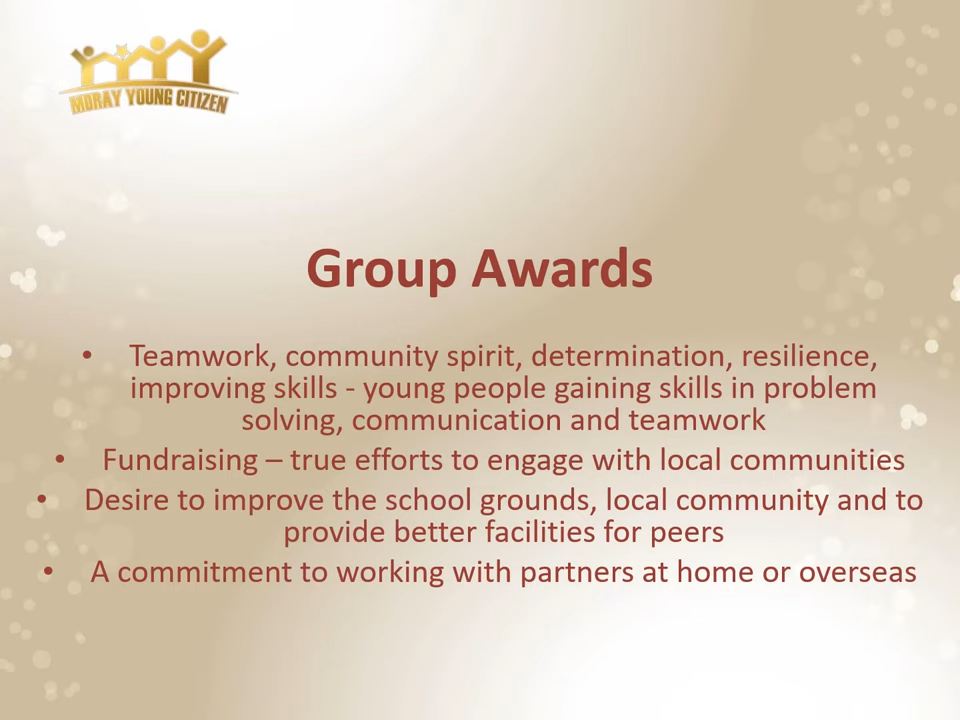 MORAY YOUNG CITIZEN
Group Awards
• Teamwork, community spirit, determination, resilience,
improving skills - young people gaining skills in problem
solving, communication and teamwork
• Fundraising – true efforts to engage with local communities
• Desire to improve the school grounds, local community and to
provide better facilities for peers
• A commitment to working with partners at home or overseas